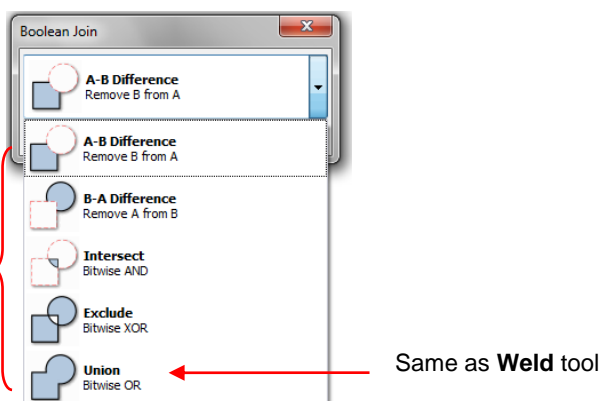 Boolean Join
A-B Difference
Remove B from A
A-B Difference
Remove B from A
B-A Difference
Remove A from B
Intersect
Bitwise AND
Exclude
Bitwise XOR
Union
Bitwise OR
Same as Weld tool